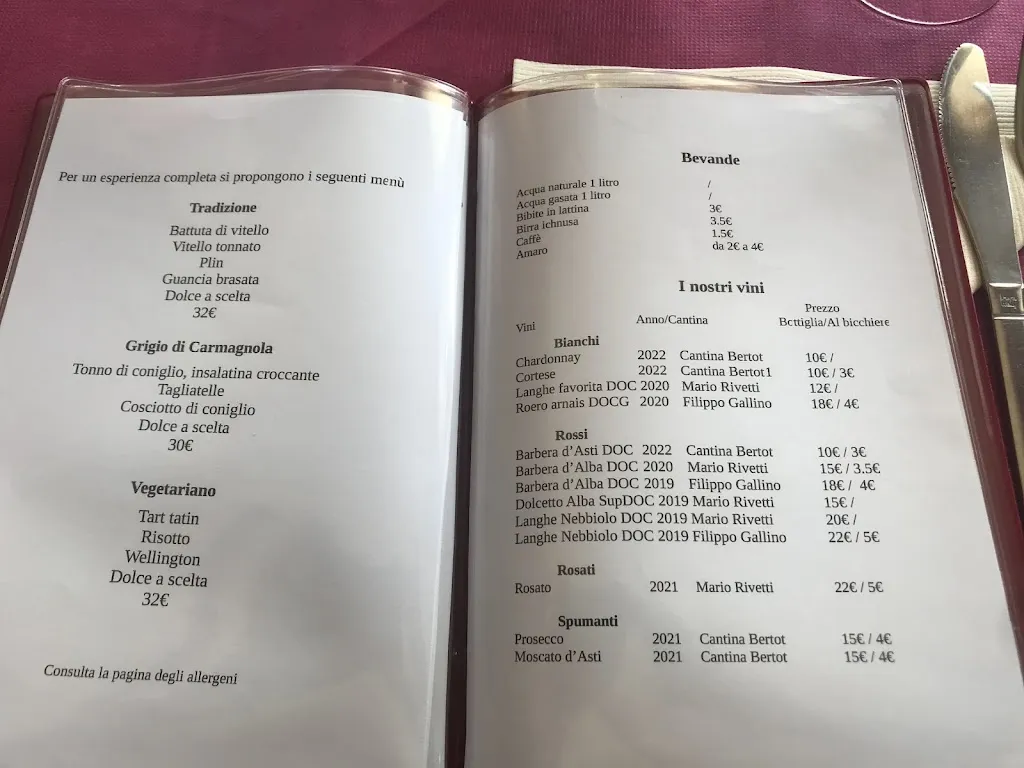 Per un esperienza completa si propongono i seguenti menù
Tradizione
Battuta di vitello
Vitello tonnato
Plin
Guancia brasata
Dolce a scelta
32€
Grigio di Carmagnola
Tonno di coniglio, insalatina croccante
Tagliatelle
Cosciotto di coniglio
Dolce a scelta
30€
Vegetariano
Tart tatin
Risotto
Wellington
Dolce a scelta
32€
Consulta la pagina degli allergeni
Bevande
Acqua naturale 1 litro /
Acqua gasata 1 litro /
Bibite in lattina 3€
Birra Ichnusa 3.5€
Caffè 1.5€
Amaro da 2€ a 4€
I nostri vini
Prezzo
Vini Anno/Cantina Bottiglia/Al bicchiere
Bianchi
Chardonnay 2022 Cantina Bertot 10€ /
Cortese 2022 Cantina Bertot1 10€ / 3€
Langhe favorita DOC 2020 Mario Rivetti 12€ /
Roero arnais DOCG 2020 Filippo Gallino 18€ / 4€
Rossi
Barbera d'Asti DOC 2022 Cantina Bertot 10€ / 3€
Barbera d'Alba DOC 2020 Mario Rivetti 15€ / 3.5€
Barbera d'Alba DOC 2019 Filippo Gallino 18€ / 4€
Dolcetto Alba SupDOC 2019 Mario Rivetti 15€ /
Langhe Nebbiolo DOC 2019 Mario Rivetti 20€ /
Langhe Nebbiolo DOC 2019 Filippo Gallino 22€ / 5€
Rosati
Rosato 2021 Mario Rivetti 22€ / 5€
Spumanti
Prosecco 2021 Cantina Bertot 15€ / 4€
Moscato d'Asti 2021 Cantina Bertot 15€ / 4€